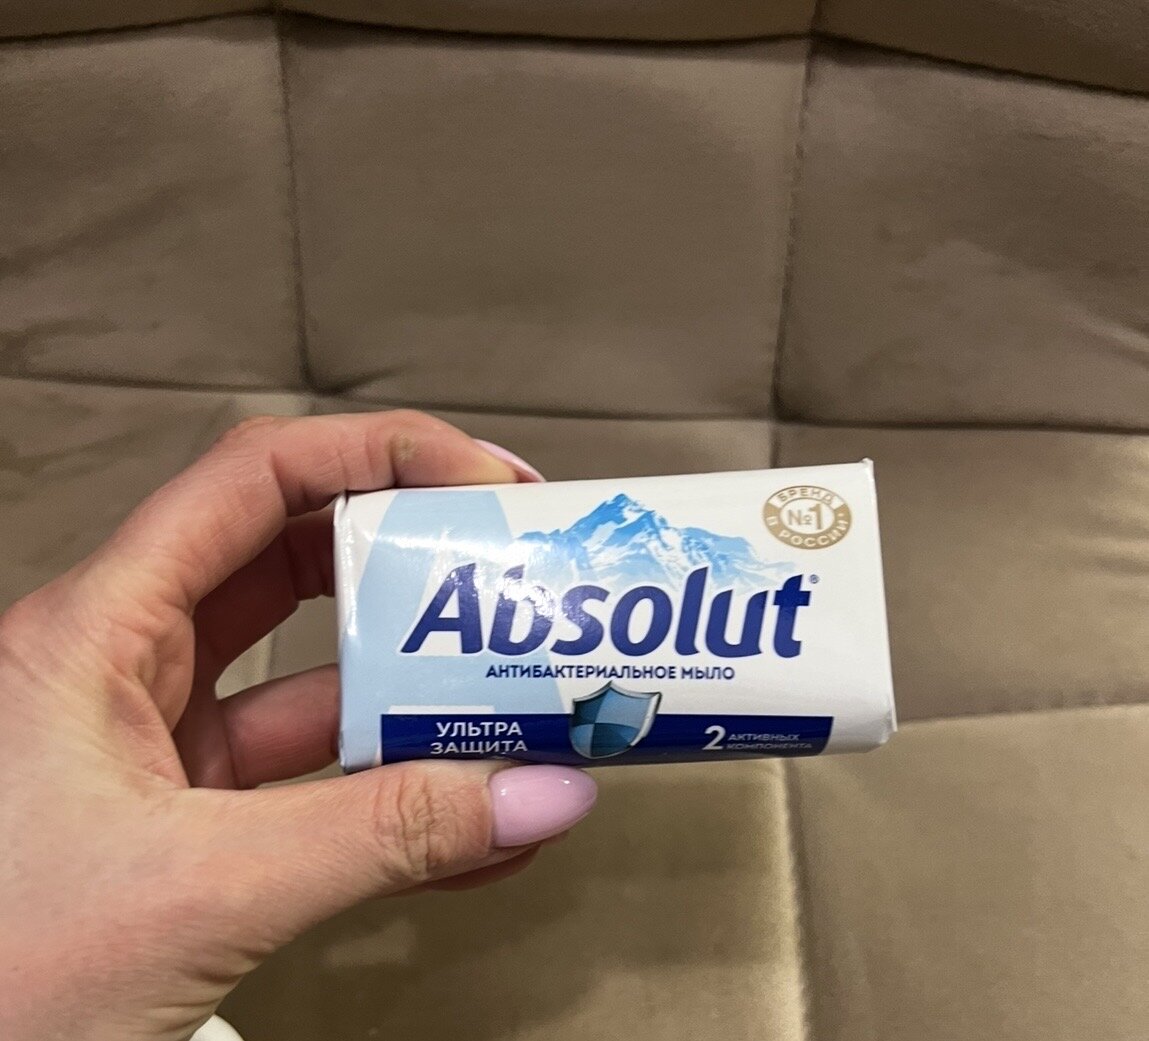 БРЕНД
№1
В РОССИИ*
Absolut®
АНТИБАКТЕРИАЛЬНОЕ МЫЛО
УЛЬТРА
ЗАЩИТА
2 АКТИВНЫХ
КОМПОНЕНТА